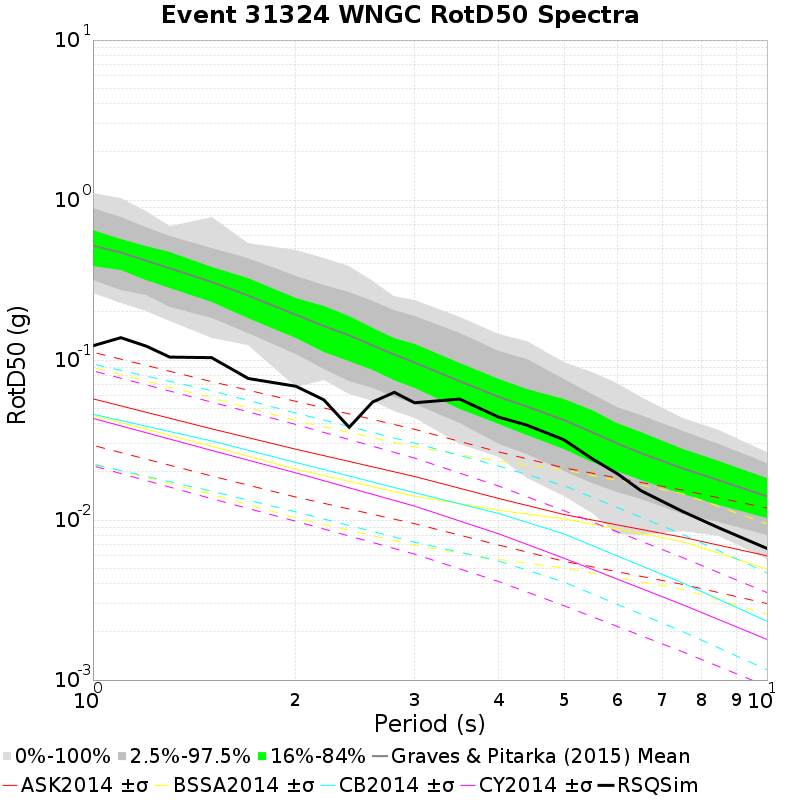 Event 31324 WNGC RotD50 Spectra
10^1
10^0
10^-1
10^-2
10^-3
RotD50 (g)
10^0 2 3 4 5 6 7 8 9 10^1
Period (s)
0%-100% 2.5%-97.5% 16%-84% Graves & Pitarka (2015) Mean
ASK2014 ±σ BSSA2014 ±σ CB2014 ±σ CY2014 ±σ RSQSim